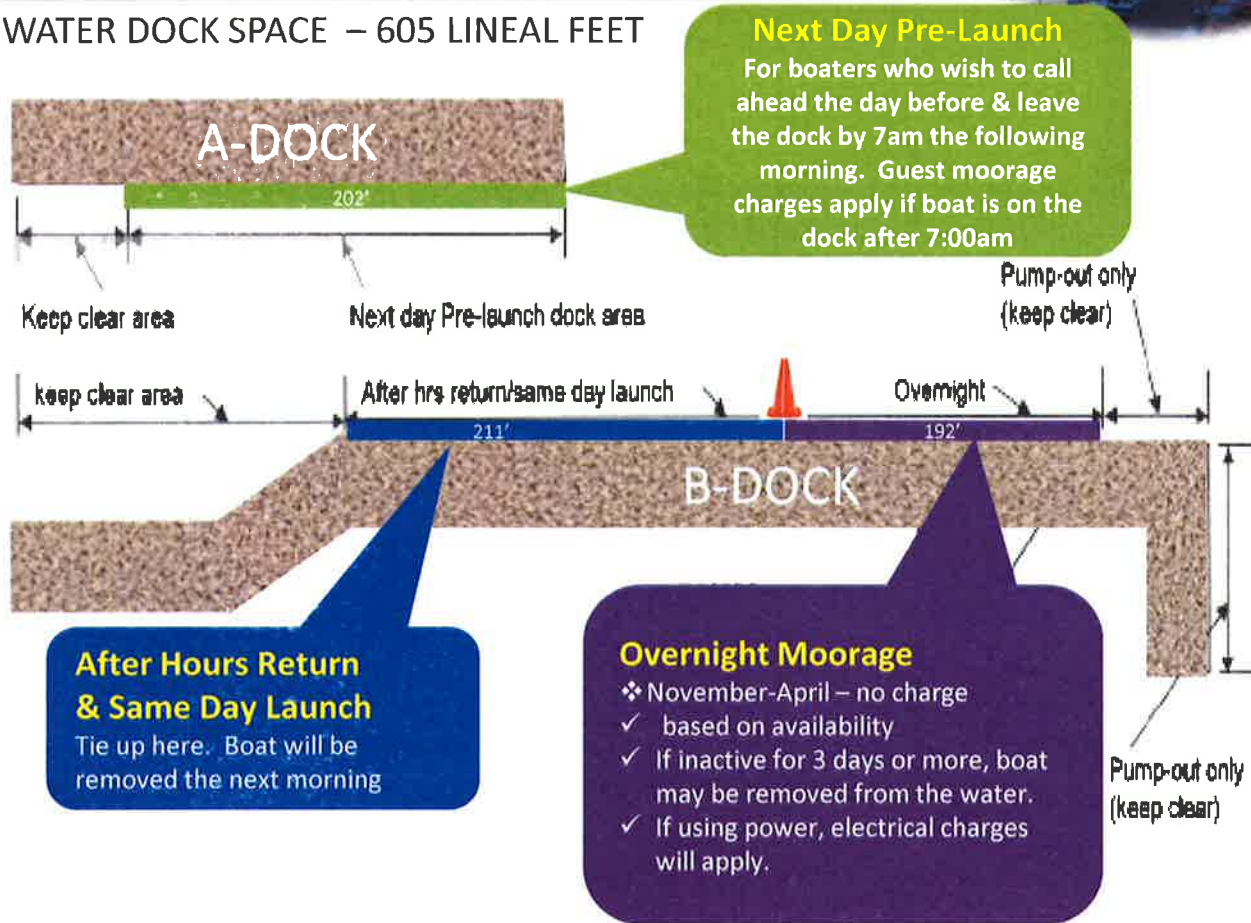 WATER DOCK SPACE – 605 LINEAL FEET
Next Day Pre-Launch
For boaters who wish to call
ahead the day before & leave
the dock by 7am the following
morning. Guest moorage
charges apply if boat is on the
dock after 7:00am
A-DOCK
202'
Keep clear area
Next day Pre-launch dock area
Pump-out only
(keep clear)
keep clear area
After hrs return/same day launch
Overnight
211'
192'
B-DOCK
After Hours Return
& Same Day Launch
Tie up here. Boat will be
removed the next morning
Overnight Moorage
❖ November-April – no charge
✓ based on availability
✓ If inactive for 3 days or more, boat
may be removed from the water.
✓ If using power, electrical charges
will apply.
Pump-out only
(keep clear)